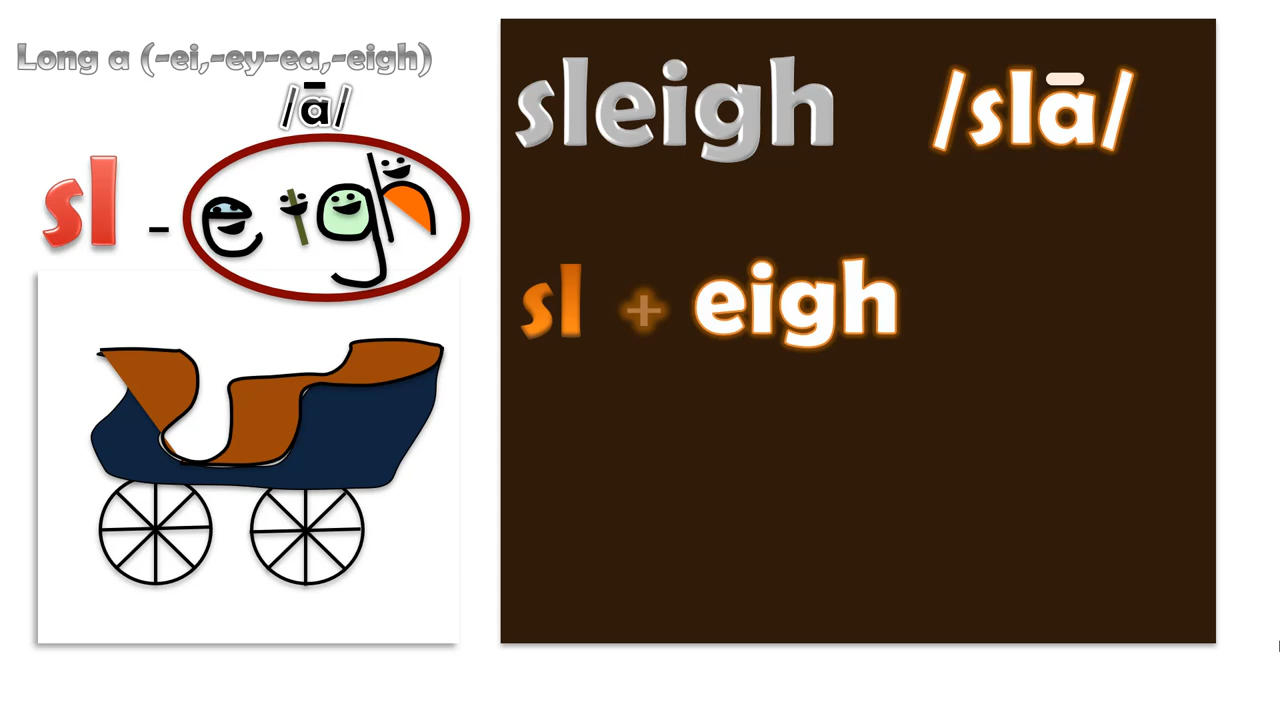 Long a (-ei,-ey-ea,-eigh)
/ā/
sl - eigh
sleigh /slā/
sl + eigh